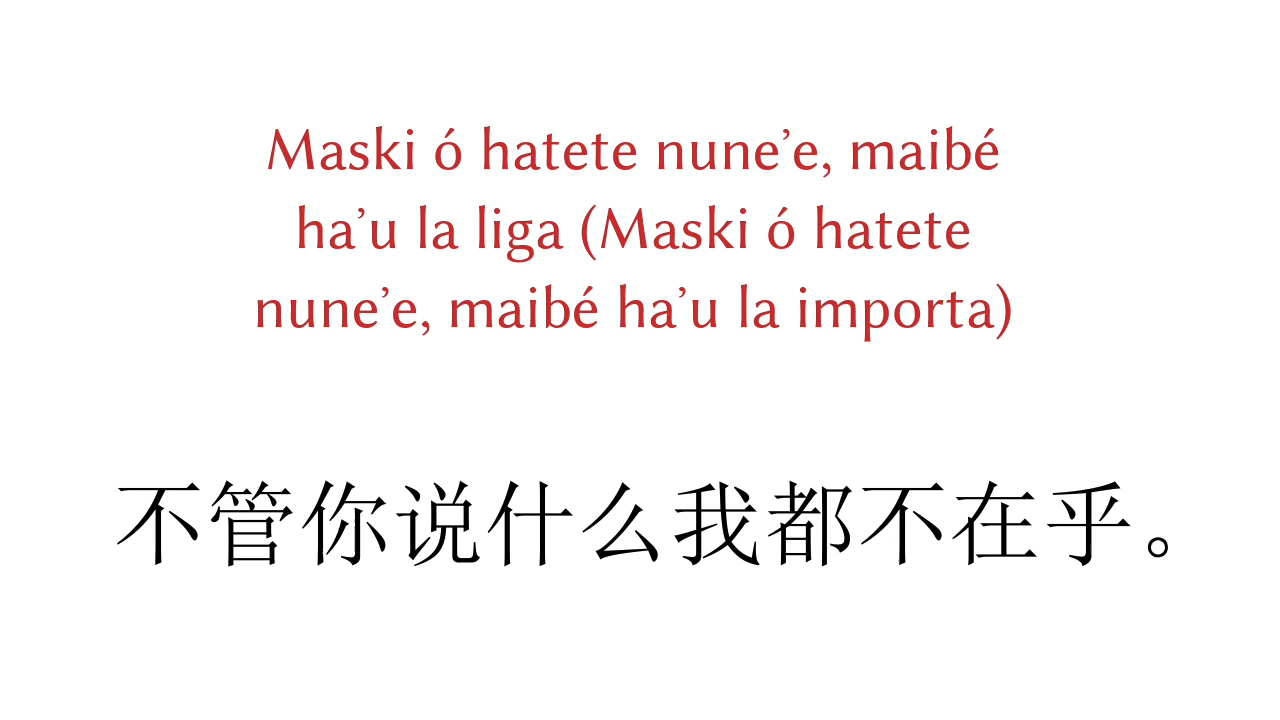 Maski ó hatete nune’e, maibé
ha’u la liga (Maski ó hatete
nune’e, maibé ha’u la importa)
不管你说什么我都不在乎。